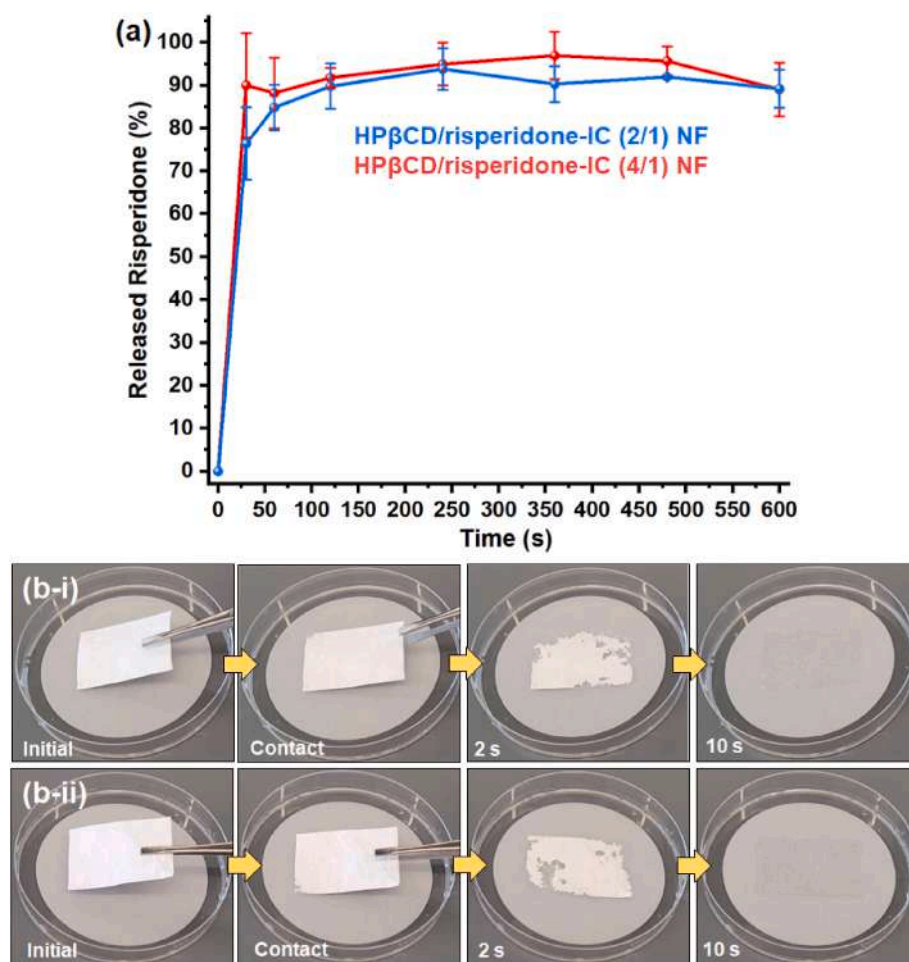 (a)
100
90
80
70
60
50
40
30
20
10
0
Released Risperidone (%)
HPβCD/risperidone-IC (2/1) NF
HPβCD/risperidone-IC (4/1) NF
0 50 100 150 200 250 300 350 400 450 500 550 600
Time (s)
(b-i)
Initial
Contact
2 s
10 s
(b-ii)
Initial
Contact
2 s
10 s